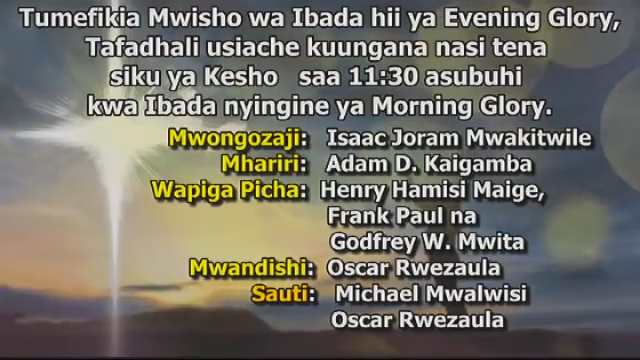 Tumefikia Mwisho wa Ibada hii ya Evening Glory,
Tafadhali usiache kuungana nasi tena
siku ya Kesho saa 11:30 asubuhi
kwa Ibada nyingine ya Morning Glory.
Mwongozaji: Isaac Joram Mwakitwile
Mhariri: Adam D. Kaigamba
Wapiga Picha: Henry Hamisi Maige,
Frank Paul na
Godfrey W. Mwita
Mwandishi: Oscar Rwezaula
Sauti: Michael Mwalwisi
Oscar Rwezaula